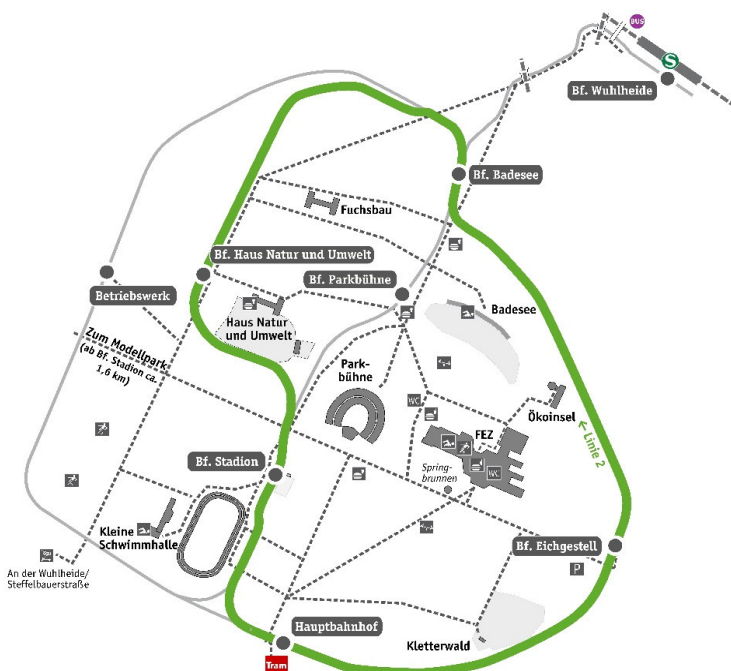 BUS
S
Bf. Wuhlheide
Bf. Badesee
Fuchsbau
Bf. Haus Natur und Umwelt
Bf. Parkbühne
Betriebswerk
Badesee
Haus Natur
und Umwelt
Zum Modellpark
(ab Bf. Stadion ca.
1,6 km)
Park-
bühne
Ökoinsel
WC
FEZ
← Linie 2
Bf. Stadion
Spring-
brunnen
WC
Kleine
Schwimmhalle
Bf. Eichgestell
P
An der Wuhlheide/
Steffelbauerstraße
Hauptbahnhof
Kletterwald
Tram